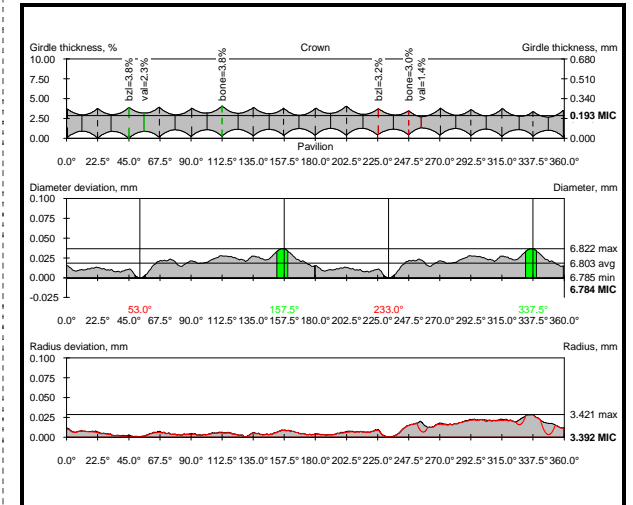 Girdle thickness, % Crown Girdle thickness, mm
10.00 0.680
7.50 0.510
5.00 0.340
2.50 0.193 MIC
0.00 0.000
bzl=3.8%
val=2.3%
bone=3.8%
bzl=3.2%
bone=3.0%
val=1.4%
Pavilion
0.0° 22.5° 45.0° 67.5° 90.0° 112.5° 135.0° 157.5° 180.0° 202.5° 225.0° 247.5° 270.0° 292.5° 315.0° 337.5° 360.0°
Diameter deviation, mm Diameter, mm
0.100
0.075
0.050 6.822 max
0.025 6.803 avg
0.000 6.785 min
-0.025 6.784 MIC
53.0° 157.5° 233.0° 337.5°
0.0° 22.5° 45.0° 67.5° 90.0° 112.5° 135.0° 157.5° 180.0° 202.5° 225.0° 247.5° 270.0° 292.5° 315.0° 337.5° 360.0°
Radius deviation, mm Radius, mm
0.100
0.075
0.050
0.025 3.421 max
0.000 3.392 MIC
0.0° 22.5° 45.0° 67.5° 90.0° 112.5° 135.0° 157.5° 180.0° 202.5° 225.0° 247.5° 270.0° 292.5° 315.0° 337.5° 360.0°